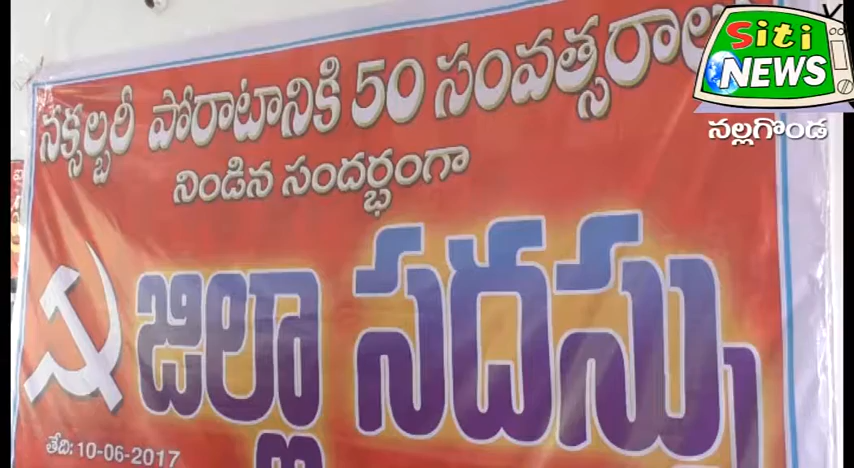 నక్సల్బరీ పోరాటానికి 50 సంవత్సరాలు
నిండిన సందర్భంగా
జిల్లా సదస్సు
తేది: 10-06-2017
Siti
NEWS
నల్లగొండ